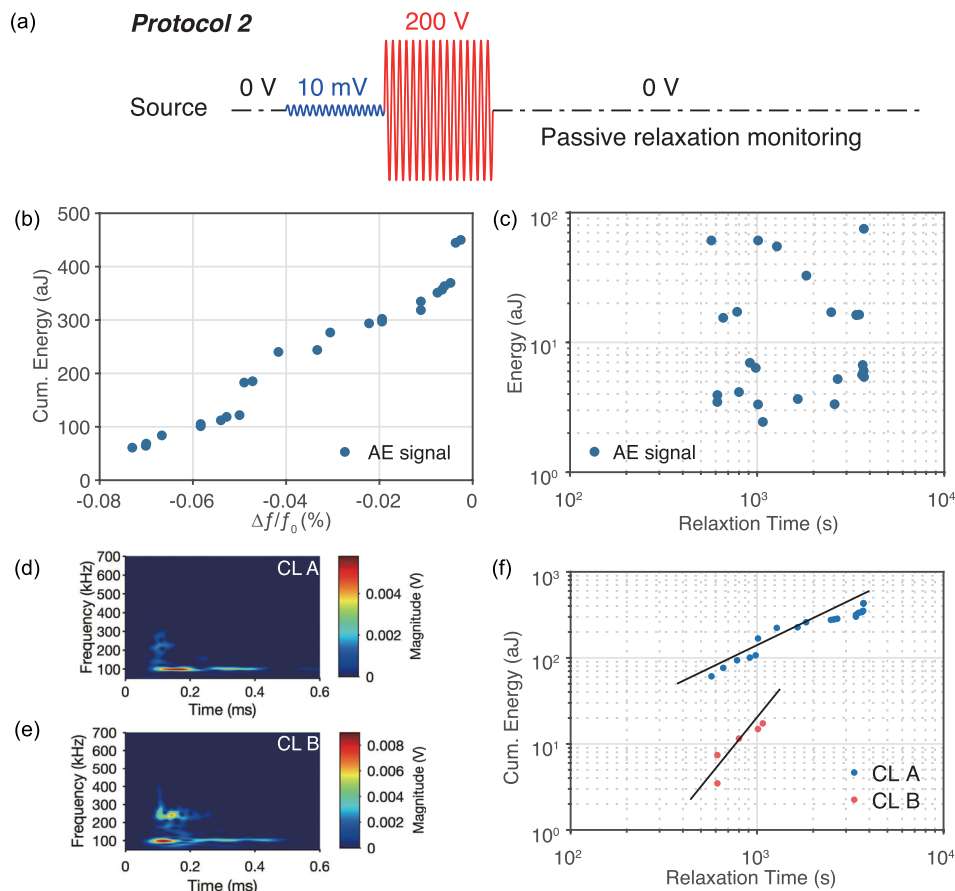 (a)
Protocol 2
200 V
0 V
10 mV
0 V
Source
Passive relaxation monitoring
(b)
500
400
300
200
100
0
Cum. Energy (aJ)
AE signal
-0.08
-0.06
-0.04
-0.02
0
Δf/f0 (%)
(c)
10^2
10^1
10^0
Energy (aJ)
AE signal
10^2
10^3
10^4
Relaxtion Time (s)
(d)
700
600
500
400
300
200
100
Frequency (kHz)
CL A
0
0.2
0.4
0.6
Time (ms)
0.004
0.002
0
Magnitude (V)
(e)
700
600
500
400
300
200
100
Frequency (kHz)
CL B
0
0.2
0.4
0.6
Time (ms)
0.008
0.006
0.004
0.002
0
Magnitude (V)
(f)
10^3
10^2
10^1
10^0
Cum. Energy (aJ)
CL A
CL B
10^2
10^3
10^4
Relaxation Time (s)